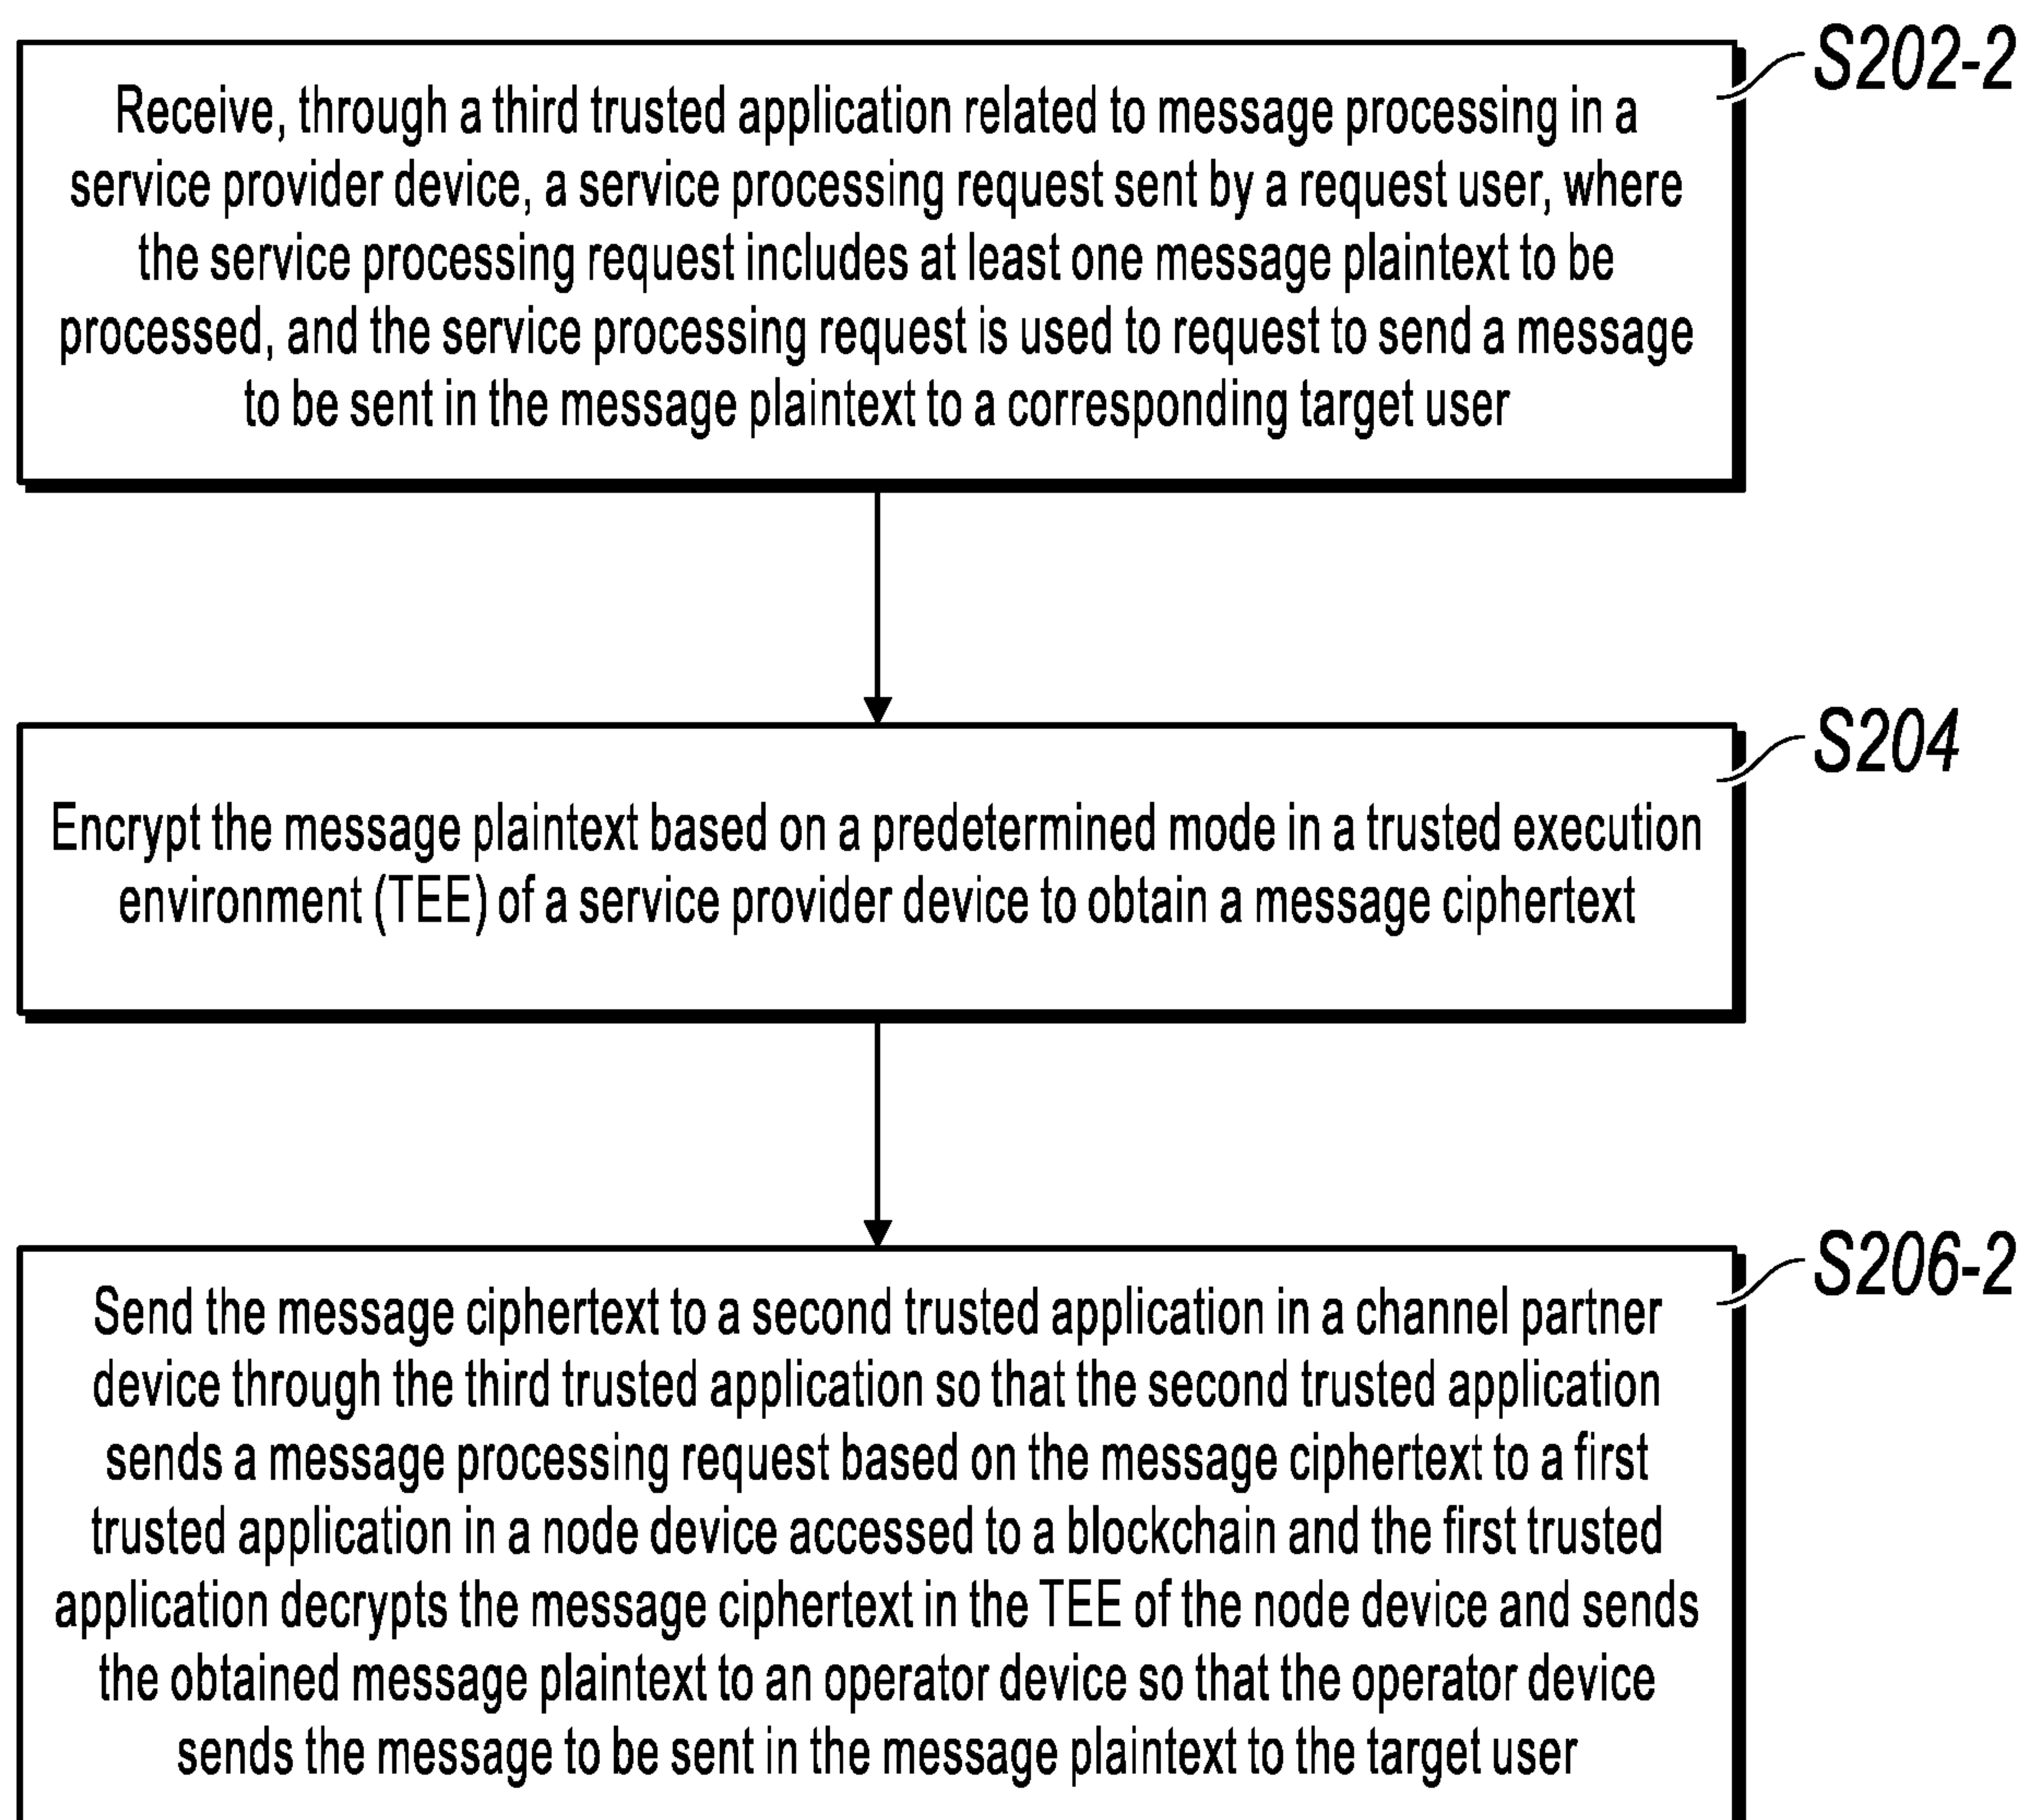 S202-2
Receive, through a third trusted application related to message processing in a
service provider device, a service processing request sent by a request user, where
the service processing request includes at least one message plaintext to be
processed, and the service processing request is used to request to send a message
to be sent in the message plaintext to a corresponding target user
S204
Encrypt the message plaintext based on a predetermined mode in a trusted execution
environment (TEE) of a service provider device to obtain a message ciphertext
S206-2
Send the message ciphertext to a second trusted application in a channel partner
device through the third trusted application so that the second trusted application
sends a message processing request based on the message ciphertext to a first
trusted application in a node device accessed to a blockchain and the first trusted
application decrypts the message ciphertext in the TEE of the node device and sends
the obtained message plaintext to an operator device so that the operator device
sends the message to be sent in the message plaintext to the target user